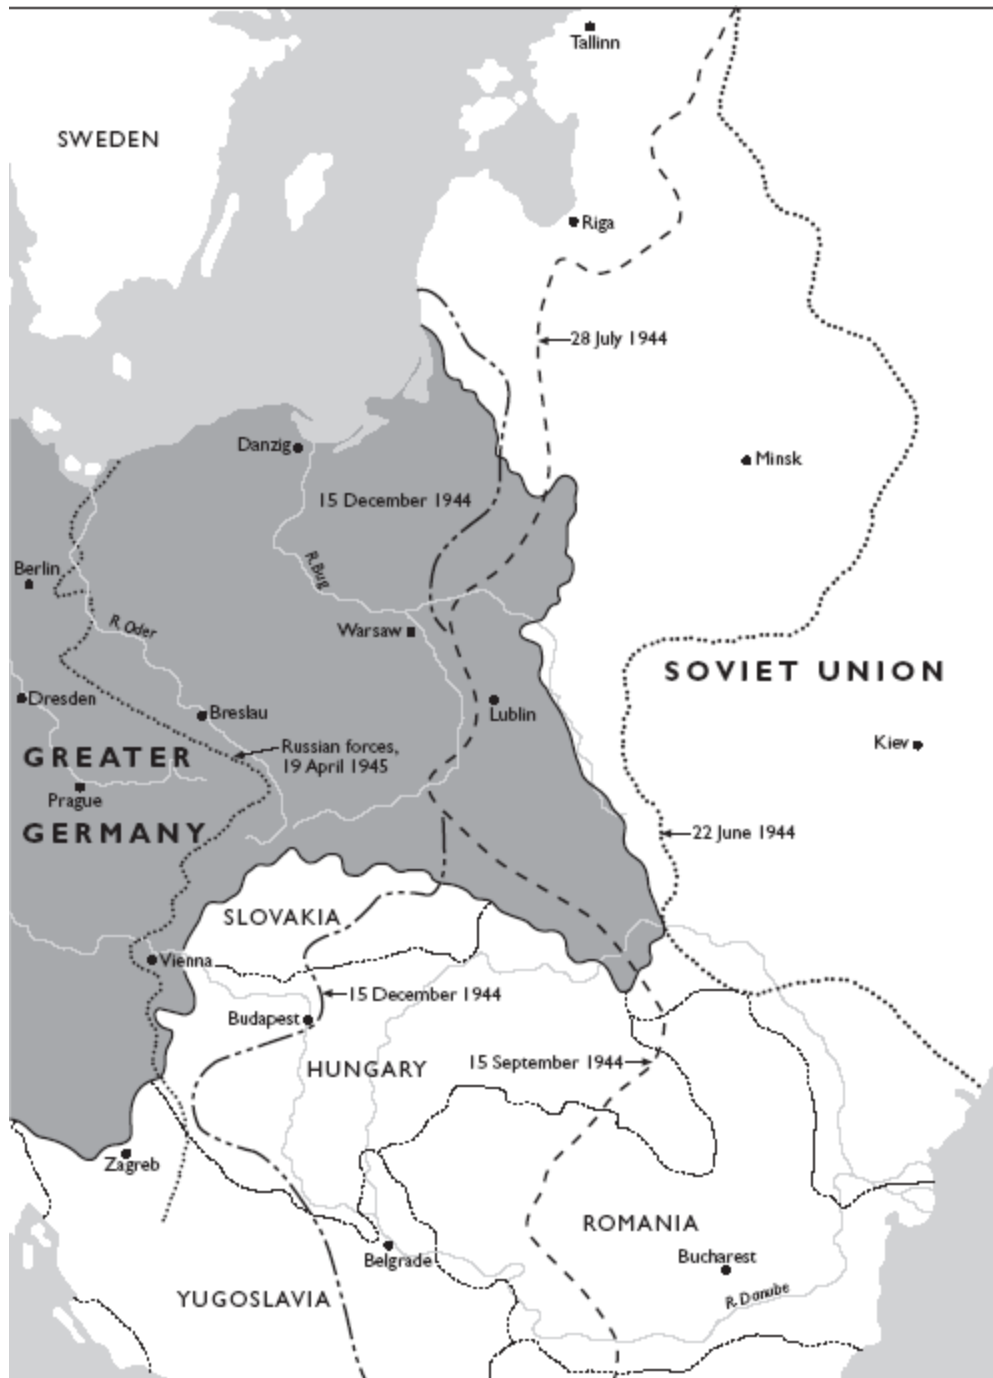 Tallinn
SWEDEN
Riga
28 July 1944
Danzig
Minsk
15 December 1944
R. Bug
Berlin
R. Oder
Warsaw
SOVIET UNION
Dresden
Breslau
Lublin
Kiev
Russian forces,
19 April 1945
GREATER
Prague
GERMANY
22 June 1944
SLOVAKIA
Vienna
15 December 1944
Budapest
15 September 1944
HUNGARY
Zagreb
ROMANIA
Belgrade
Bucharest
R. Danube
YUGOSLAVIA